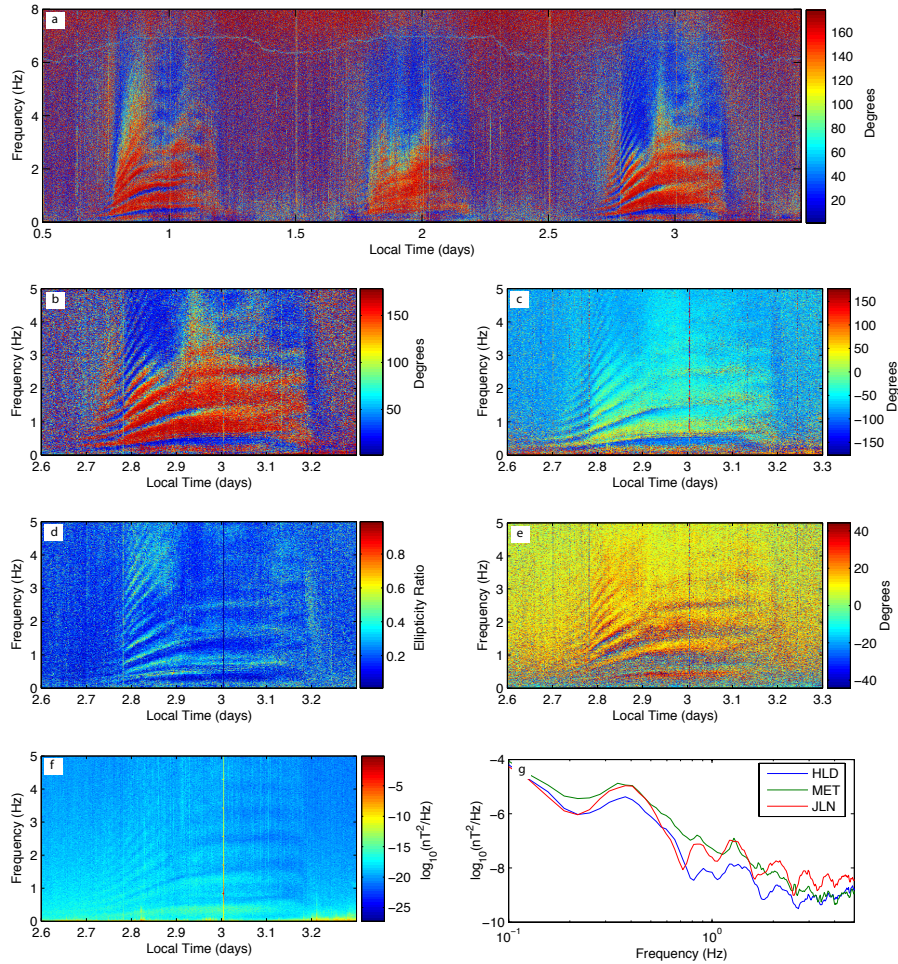 a
8
6
4
2
0
Frequency (Hz)
0.5 1 1.5 2 2.5 3
Local Time (days)
160
140
120
100
80
60
40
20
Degrees
b
5
4
3
2
1
0
Frequency (Hz)
2.6 2.7 2.8 2.9 3 3.1 3.2
Local Time (days)
150
100
50
Degrees
c
5
4
3
2
1
0
Frequency (Hz)
2.6 2.7 2.8 2.9 3 3.1 3.2 3.3
Local Time (days)
150
100
50
0
−50
−100
−150
Degrees
d
5
4
3
2
1
0
Frequency (Hz)
2.6 2.7 2.8 2.9 3 3.1 3.2
Local Time (days)
0.8
0.6
0.4
0.2
Ellipticity Ratio
e
5
4
3
2
1
0
Frequency (Hz)
2.6 2.7 2.8 2.9 3 3.1 3.2 3.3
Local Time (days)
40
20
0
−20
−40
Degrees
f
5
4
3
2
1
0
Frequency (Hz)
2.6 2.7 2.8 2.9 3 3.1 3.2
Local Time (days)
−5
−10
−15
−20
−25
log₁₀(nT²/Hz)
g
−4
−6
−8
−10
log₁₀(nT²/Hz)
10⁻¹ 10⁰
Frequency (Hz)
HLD
MET
JLN